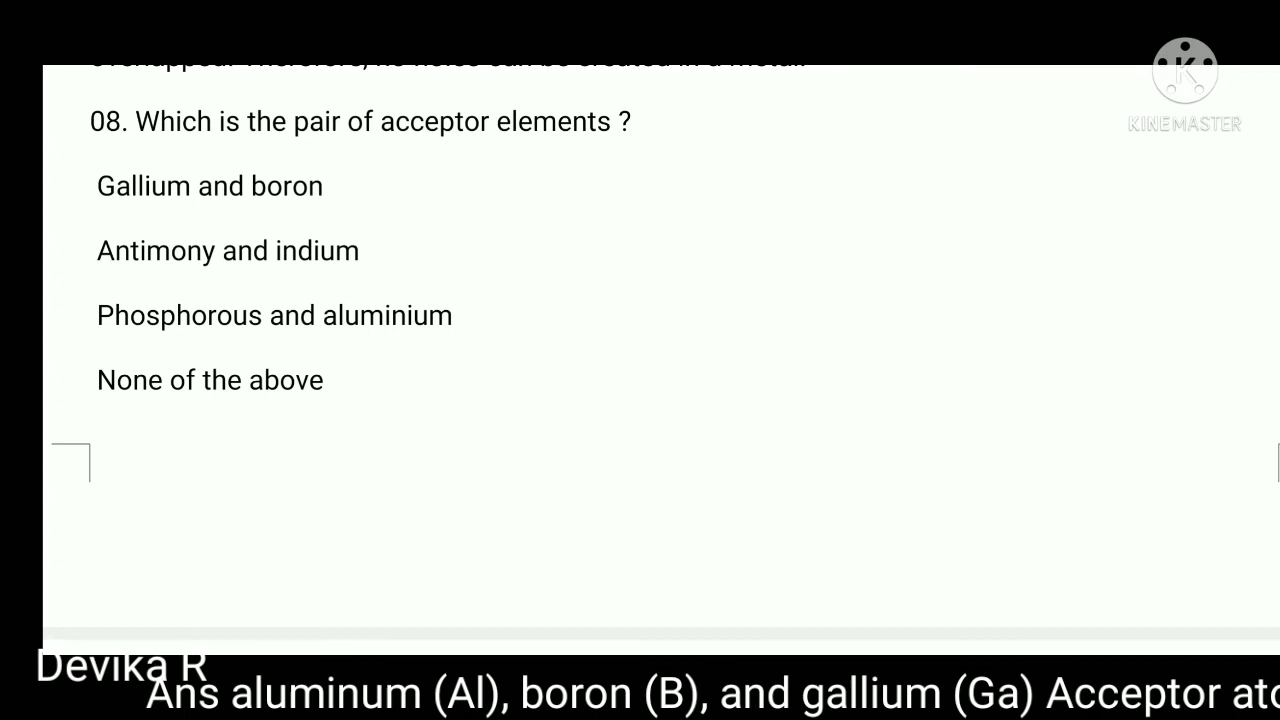 08. Which is the pair of acceptor elements ?
KINEMASTER
Gallium and boron
Antimony and indium
Phosphorous and aluminium
None of the above
Devika R
Ans aluminum (Al), boron (B), and gallium (Ga) Acceptor